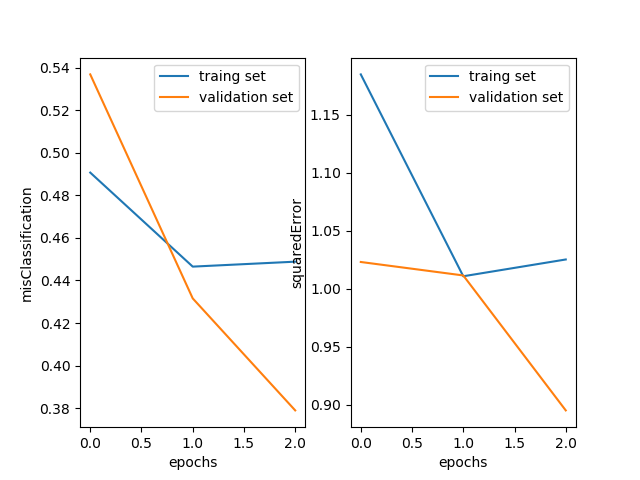 traing set
validation set
0.54
0.52
0.50
0.48
0.46
0.44
0.42
0.40
0.38
misClassification
0.0 0.5 1.0 1.5 2.0
epochs
traing set
validation set
1.15
1.10
1.05
1.00
0.95
0.90
squaredError
0.0 0.5 1.0 1.5 2.0
epochs